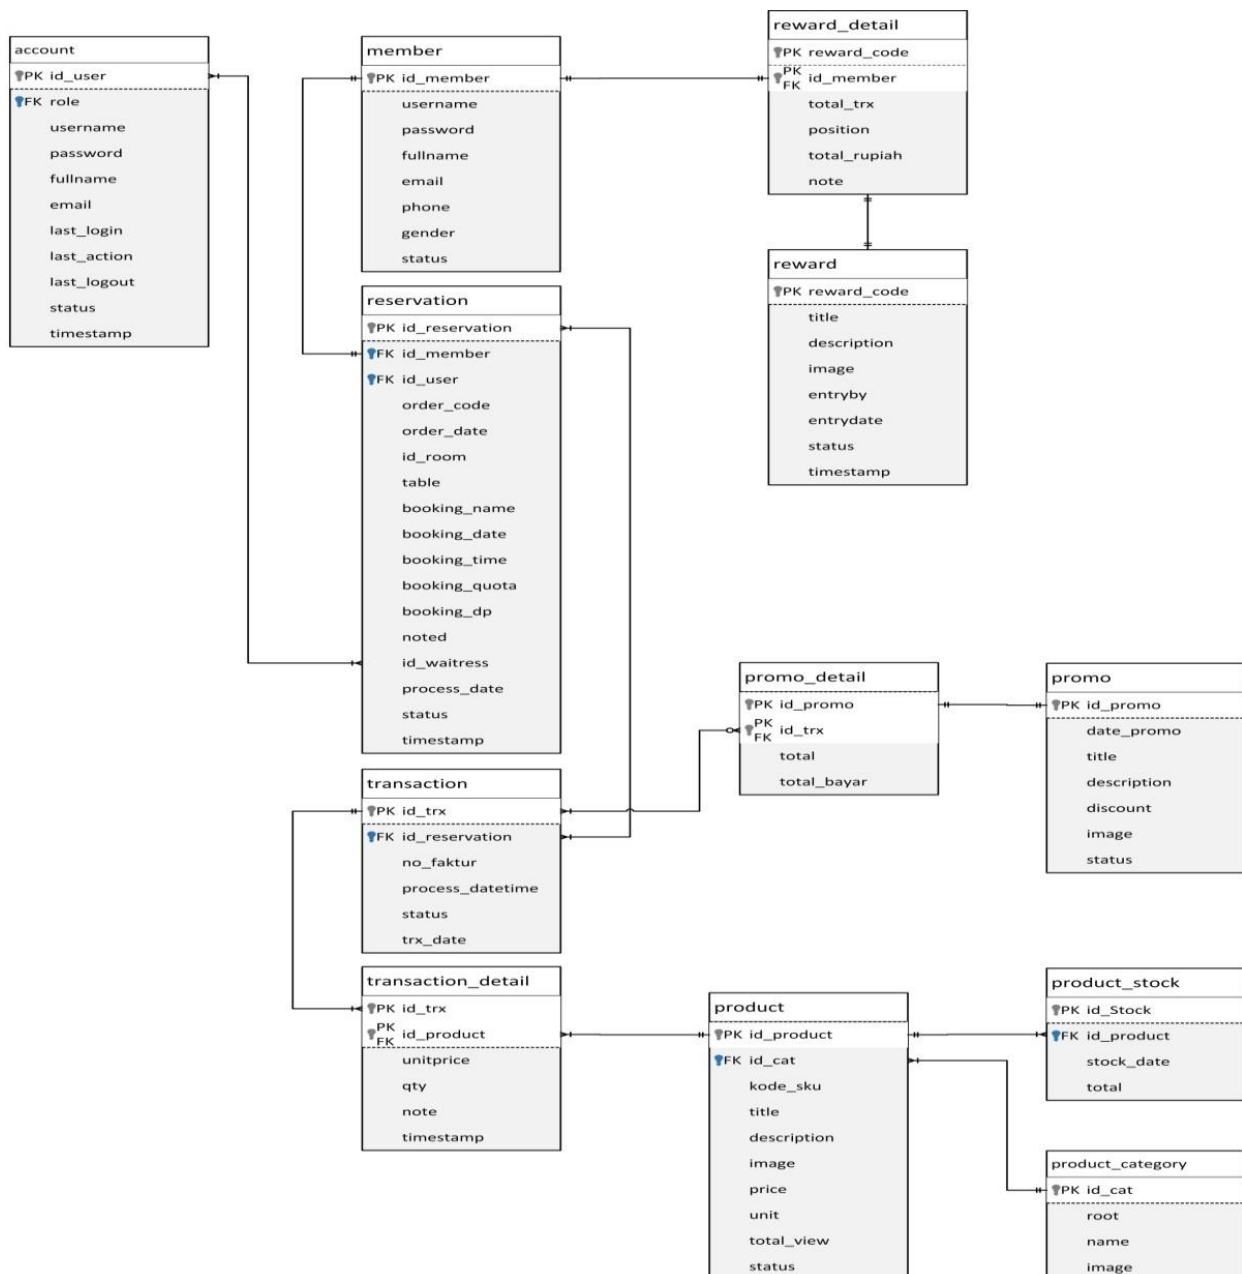 account
PK id_user
FK role
username
password
fullname
email
last_login
last_action
last_logout
status
timestamp
member
PK id_member
username
password
fullname
email
phone
gender
status
reservation
PK id_reservation
FK id_member
FK id_user
order_code
order_date
id_room
table
booking_name
booking_date
booking_time
booking_quota
booking_dp
noted
id_waitress
process_date
status
timestamp
transaction
PK id_trx
FK id_reservation
no_faktur
process_datetime
status
trx_date
transaction_detail
PK id_trx
PK
FK id_product
unitprice
qty
note
timestamp
reward_detail
PK reward_code
PK
FK id_member
total_trx
position
total_rupiah
note
reward
PK reward_code
title
description
image
entryby
entrydate
status
timestamp
promo_detail
PK id_promo
PK
FK id_trx
total
total_bayar
promo
PK id_promo
date_promo
title
description
discount
image
status
product
PK id_product
FK id_cat
kode_sku
title
description
image
price
unit
total_view
status
product_stock
PK id_Stock
FK id_product
stock_date
total
product_category
PK id_cat
root
name
image